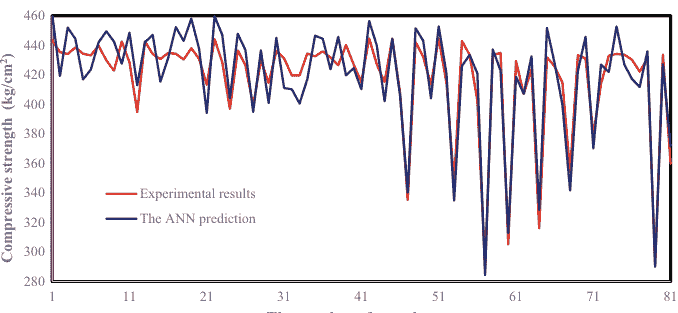 Compressive strength (kg/cm²)
460
440
420
400
380
360
340
320
300
280
Experimental results
The ANN prediction
1 11 21 31 41 51 61 71 81